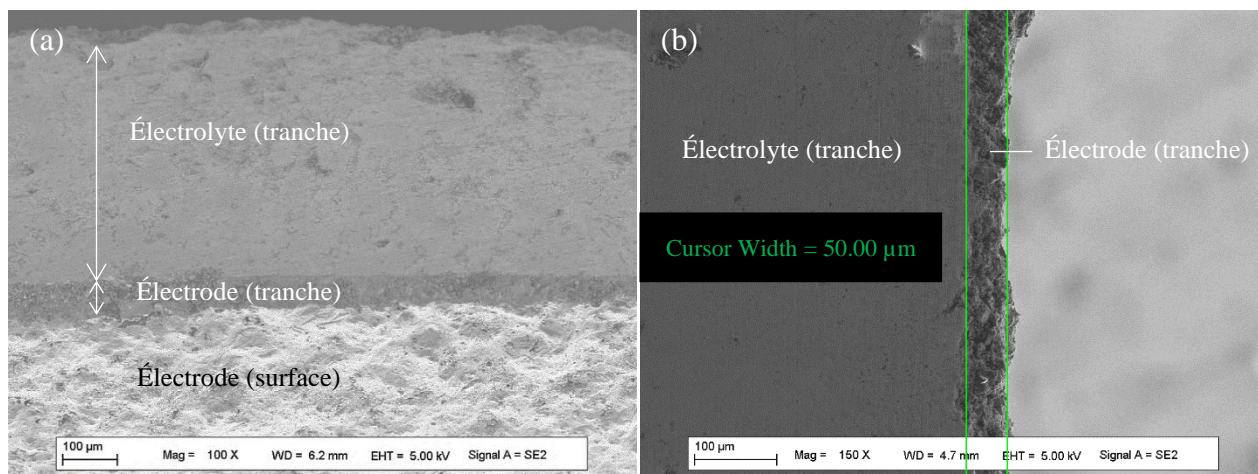 (a)
Électrolyte (tranche)
Électrode (tranche)
Électrode (surface)
100 µm
Mag = 100 X WD = 6.2 mm EHT = 5.00 kV Signal A = SE2
(b)
Électrolyte (tranche)
Électrode (tranche)
Cursor Width = 50.00 µm
100 µm
Mag = 150 X WD = 4.7 mm EHT = 5.00 kV Signal A = SE2